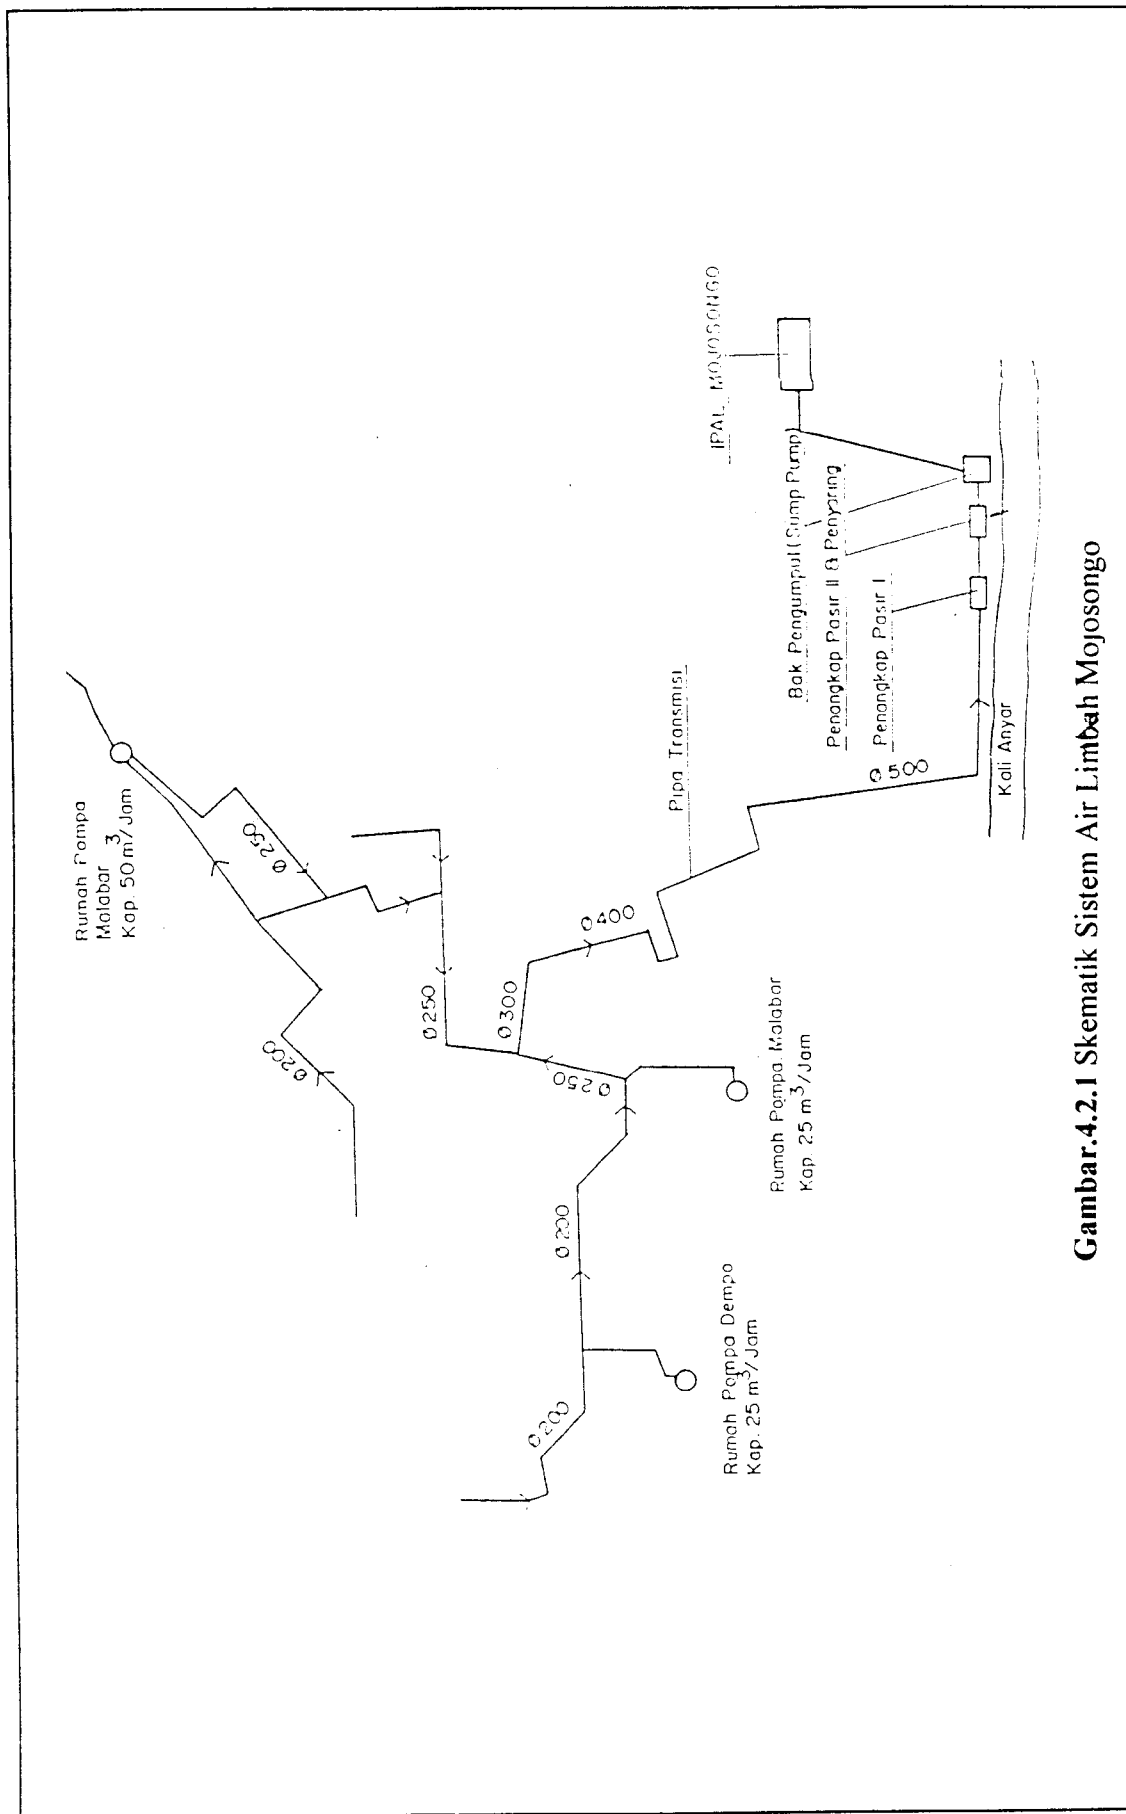 Rumah Pompa
Malabar
Kap. 50 m³/Jam
Ø 250
Ø 200
Ø 250
Ø 300
Ø 400
Ø 250
Ø 200
Ø 200
Rumah Pompa Malabar
Kap. 25 m³/Jam
Rumah Pompa Dempo
Kap. 25 m³/Jam
Pipa Transmisi
Ø 500
IPAL MOJOSONGO
Bak Pengumpul (Sump Pump)
Penangkap Pasir II & Penyaring
Penangkap Pasir I
Kali Anyar
Gambar.4.2.1 Skematik Sistem Air Limbah Mojosongo